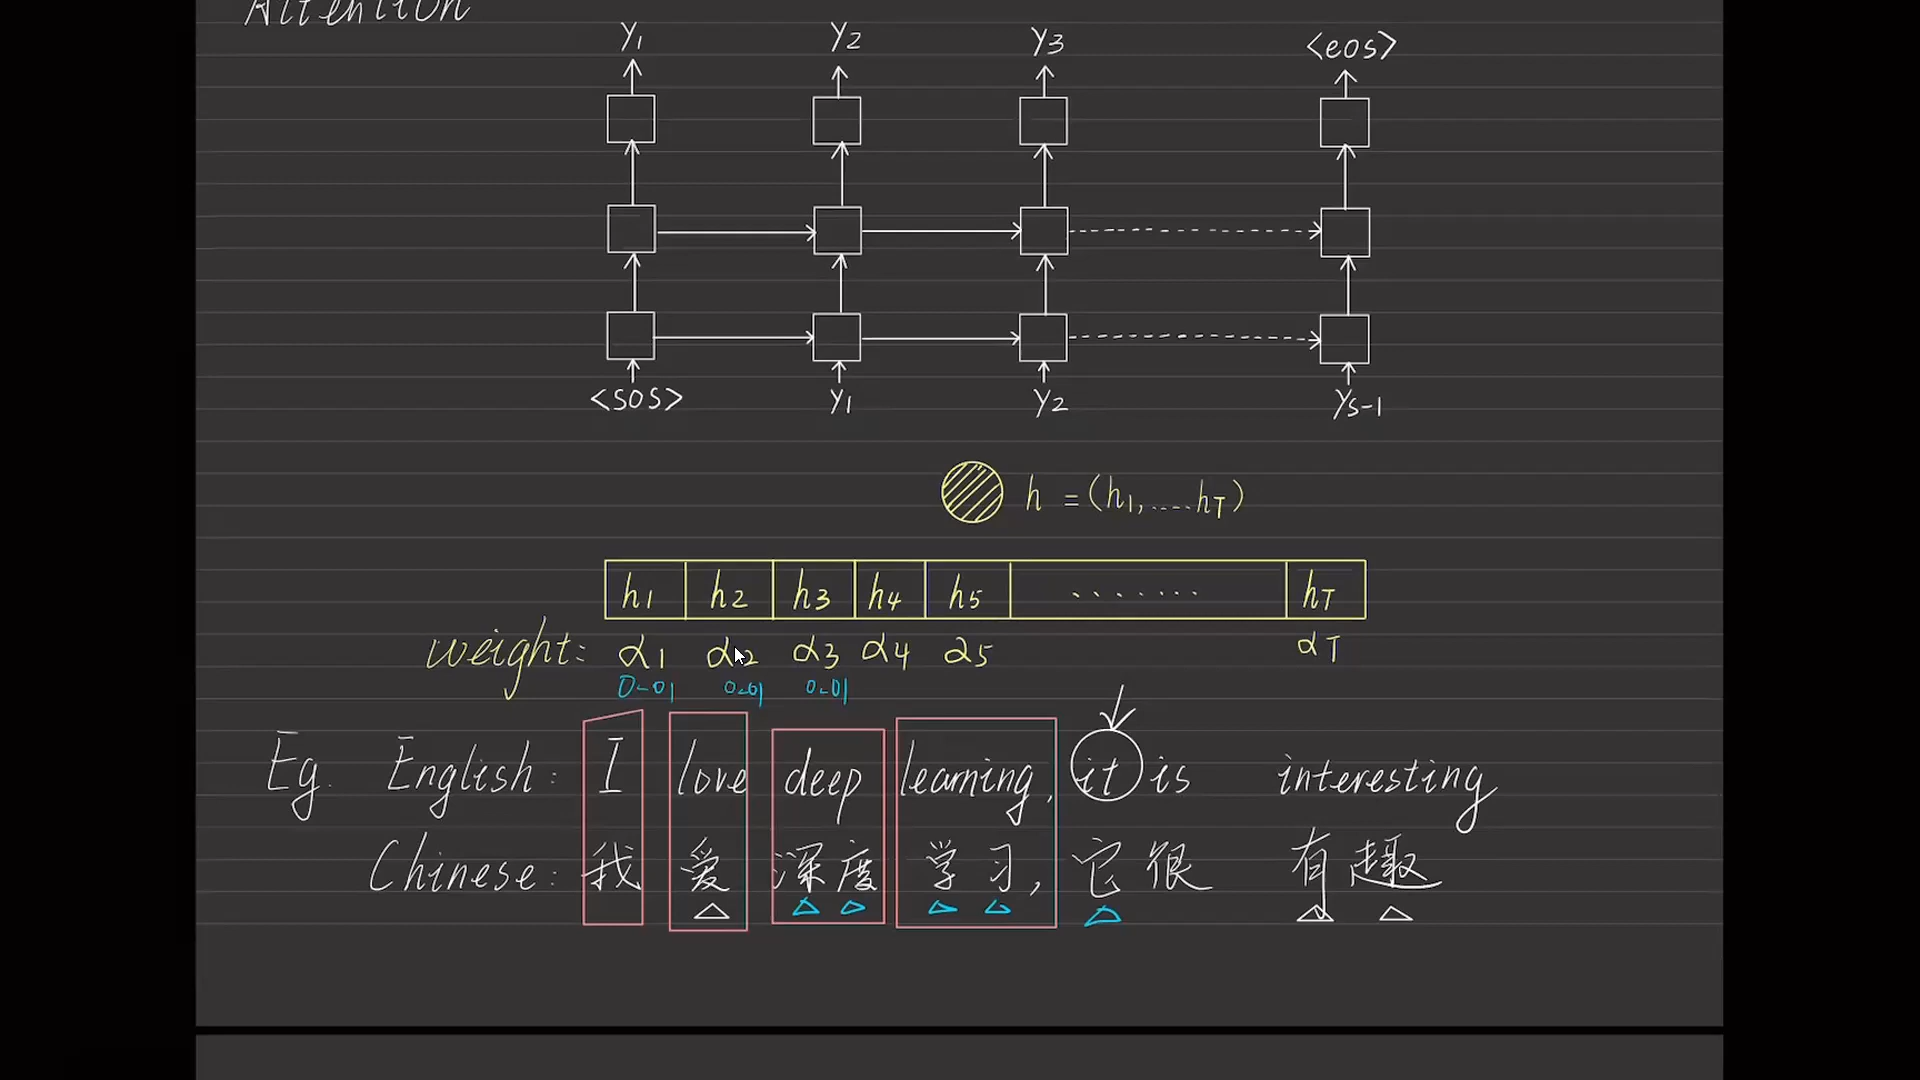 Attention
y1 y2 y3 <eos>
<sos> y1 y2 ys-1
h = (h1, .... hT)
h1 h2 h3 h4 h5 ....... hT
weight: α1 α2 α3 α4 α5 αT
0.01 0.01 0.01
Eg. English: I love deep learning, it is interesting
Chinese: 我 爱 深度 学习, 它很 有趣